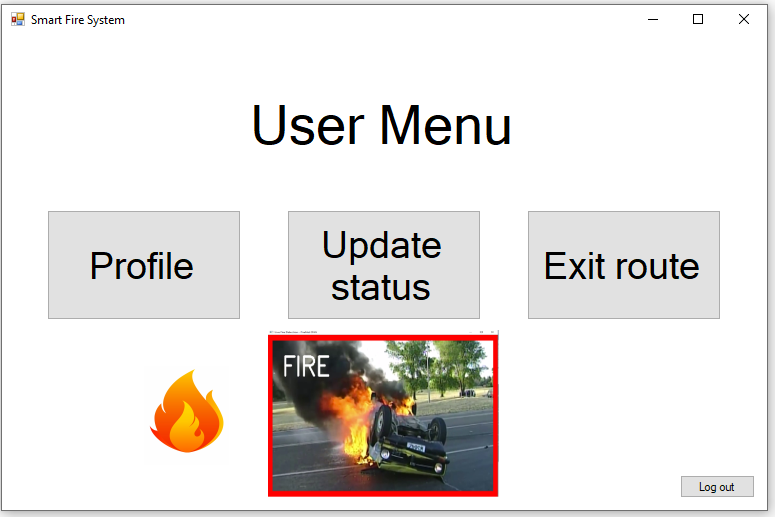 Smart Fire System
User Menu
Profile
Update
status
Exit route
FIRE
Log out